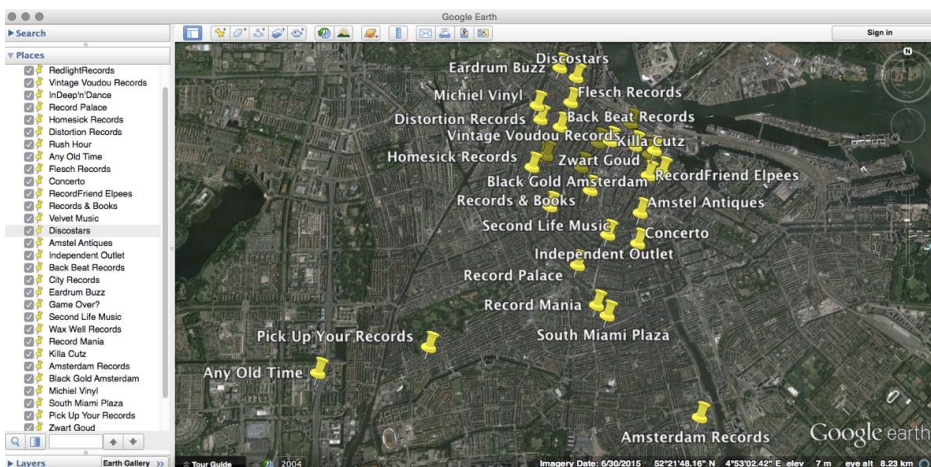 Google Earth
Search
Sign in
Places
RedlightRecords
Vintage Voudou Records
InDeep'n'Dance
Record Palace
Homesick Records
Distortion Records
Rush Hour
Any Old Time
Flesch Records
Concerto
RecordFriend Elpees
Records & Books
Velvet Music
Discostars
Amstel Antiques
Independent Outlet
Back Beat Records
City Records
Eardrum Buzz
Game Over?
Second Life Music
Wax Well Records
Record Mania
Killa Cutz
Amsterdam Records
Black Gold Amsterdam
Michiel Vinyl
South Miami Plaza
Pick Up Your Records
Zwart Goud
Layers
Earth Gallery »
N
Discostars
Eardrum Buzz
Michiel Vinyl
Flesch Records
Distortion Records
Back Beat Records
Vintage Voudou Records
Killa Cutz
Homesick Records
Zwart Goud
Black Gold Amsterdam
RecordFriend Elpees
Records & Books
Amstel Antiques
Second Life Music
Concerto
Independent Outlet
Record Palace
Record Mania
South Miami Plaza
Pick Up Your Records
Any Old Time
Amsterdam Records
Google earth
Tour Guide
2004
Imagery Date: 6/30/2015 52°21'48.16" N 4°53'02.42" E elev 7 m eye alt 8.23 km